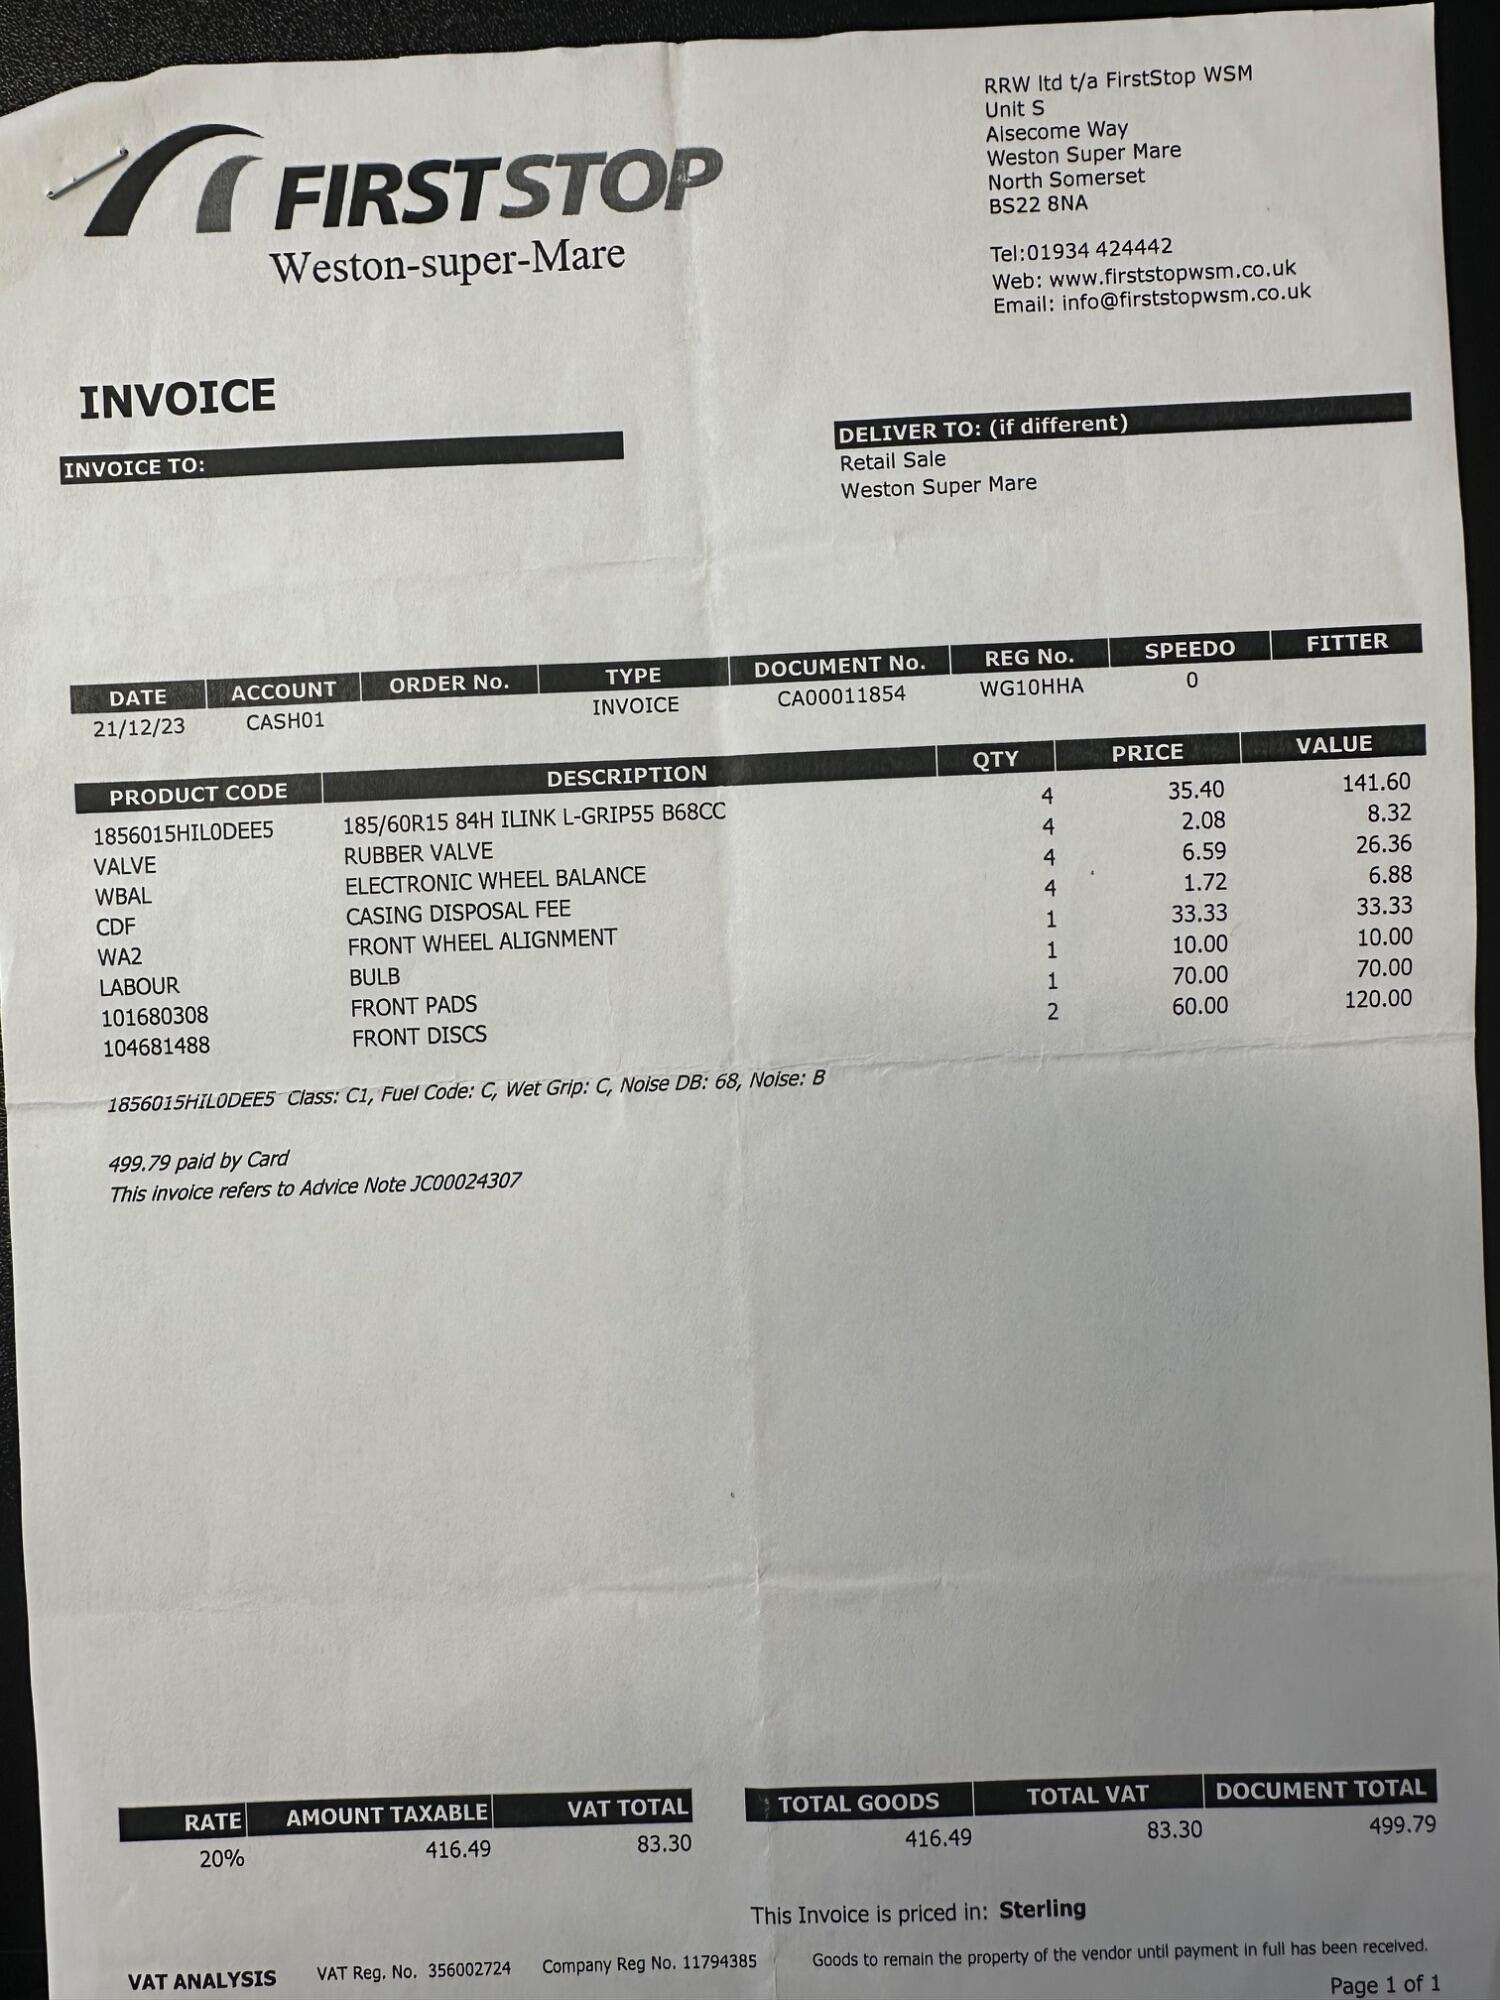 FIRSTSTOP
Weston-super-Mare
RRW ltd t/a FirstStop WSM
Unit S
Aisecome Way
Weston Super Mare
North Somerset
BS22 8NA
Tel:01934 424442
Web: www.firststopwsm.co.uk
Email: info@firststopwsm.co.uk
INVOICE
INVOICE TO:
DELIVER TO: (if different)
Retail Sale
Weston Super Mare
DATE ACCOUNT ORDER No. TYPE DOCUMENT No. REG No. SPEEDO FITTER
21/12/23 CASH01 INVOICE CA00011854 WG10HHA 0
PRODUCT CODE DESCRIPTION QTY PRICE VALUE
1856015HIL0DEE5 185/60R15 84H ILINK L-GRIP55 B68CC 4 35.40 141.60
VALVE RUBBER VALVE 4 2.08 8.32
WBAL ELECTRONIC WHEEL BALANCE 4 6.59 26.36
CDF CASING DISPOSAL FEE 4 1.72 6.88
WA2 FRONT WHEEL ALIGNMENT 1 33.33 33.33
LABOUR BULB 1 10.00 10.00
101680308 FRONT PADS 1 70.00 70.00
104681488 FRONT DISCS 2 60.00 120.00
1856015HIL0DEE5 Class: C1, Fuel Code: C, Wet Grip: C, Noise DB: 68, Noise: B
499.79 paid by Card
This invoice refers to Advice Note JC00024307
RATE AMOUNT TAXABLE VAT TOTAL TOTAL GOODS TOTAL VAT DOCUMENT TOTAL
20% 416.49 83.30 416.49 83.30 499.79
This Invoice is priced in: Sterling
VAT ANALYSIS VAT Reg. No. 356002724 Company Reg No. 11794385 Goods to remain the property of the vendor until payment in full has been received.
Page 1 of 1